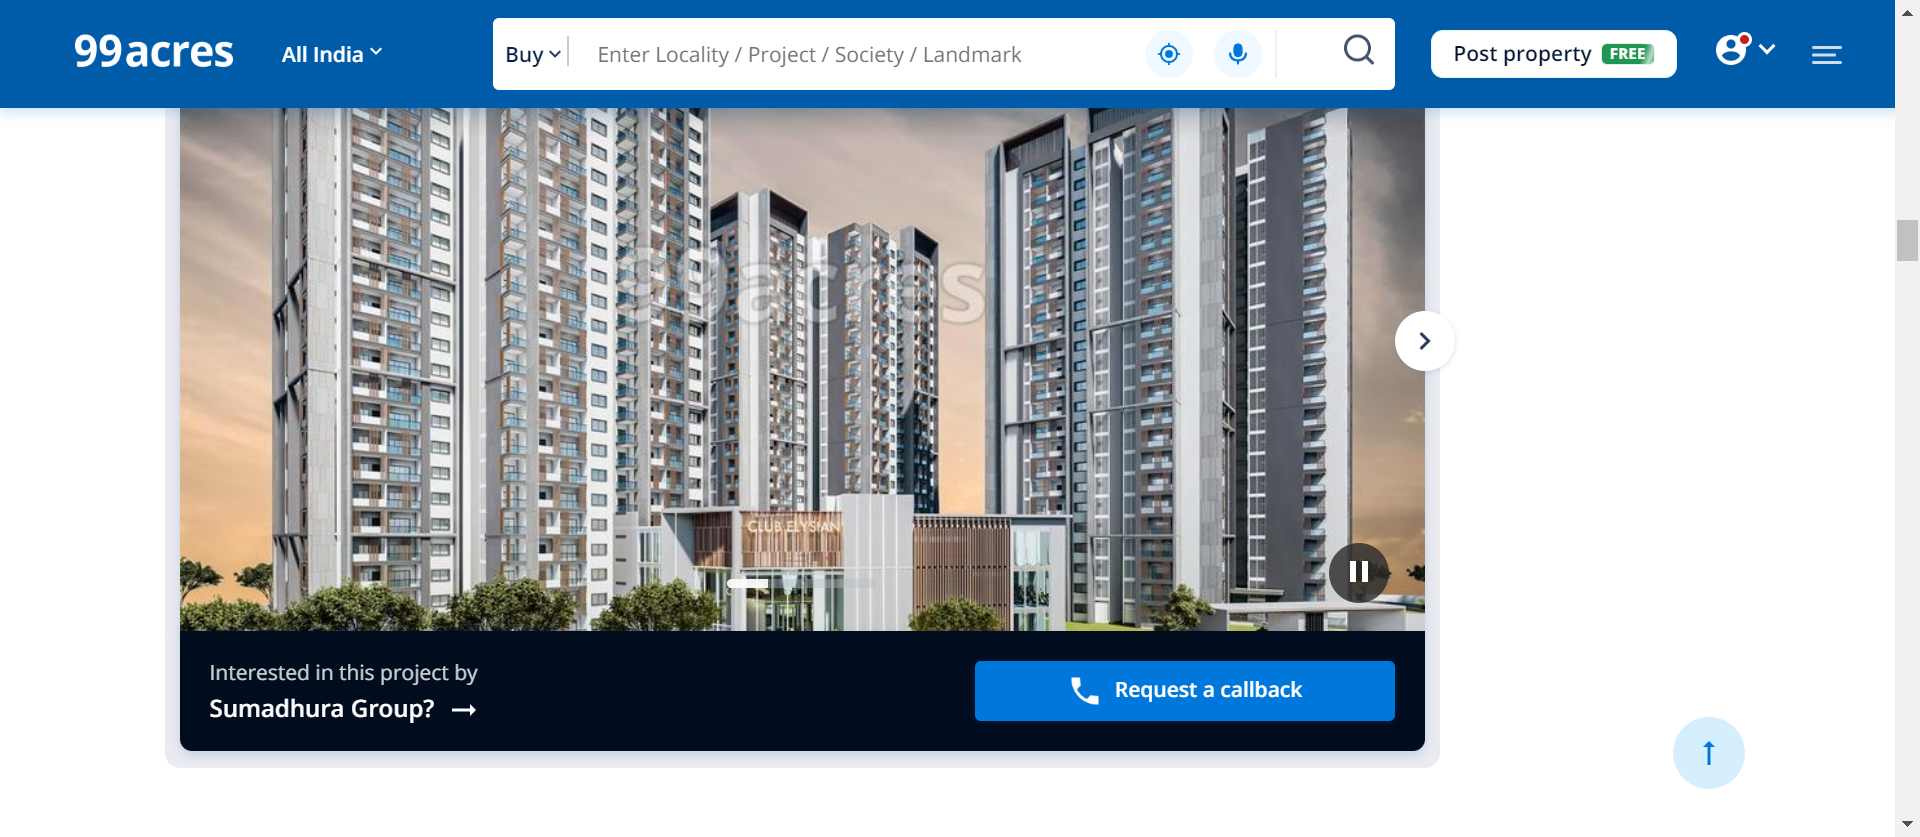 99acres
All India
Buy
Enter Locality / Project / Society / Landmark
Post property FREE
99acres
CLUB ELYSIAN
Interested in this project by
Sumadhura Group? →
Request a callback